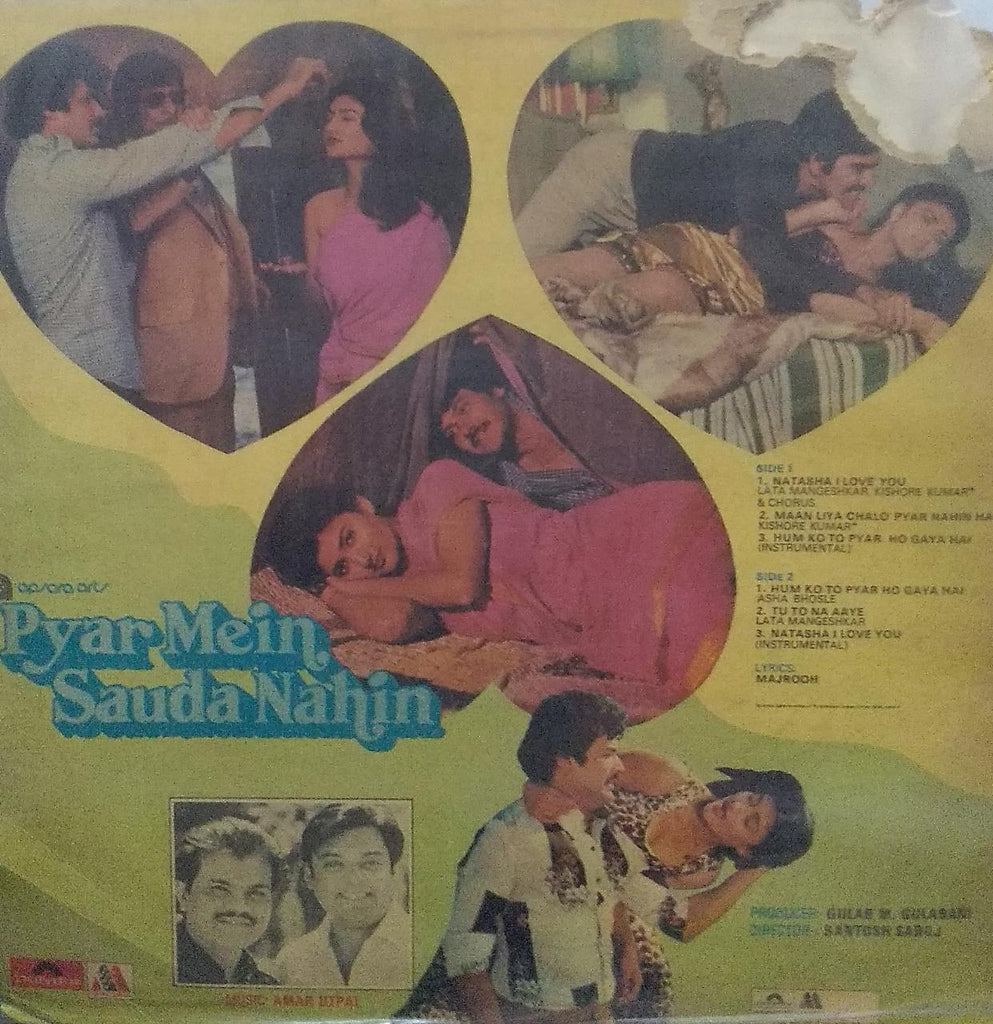 apsara arts
Pyar Mein
Sauda Nahin
SIDE 1
1. NATASHA I LOVE YOU
LATA MANGESHKAR, KISHORE KUMAR*
& CHORUS
2. MAAN LIYA CHALO PYAR NAHIN HA
KISHORE KUMAR*
3. HUM KO TO PYAR HO GAYA HAI
(INSTRUMENTAL)
SIDE 2
1. HUM KO TO PYAR HO GAYA HAI
ASHA BHOSLE
2. TU TO NA AAYE
LATA MANGESHKAR
3. NATASHA I LOVE YOU
(INSTRUMENTAL)
LYRICS:
MAJROOH
PRODUCER: GULAB M. GULABANI
DIRECTOR: SANTOSH SAROJ
MUSIC: AMAR UTPAL